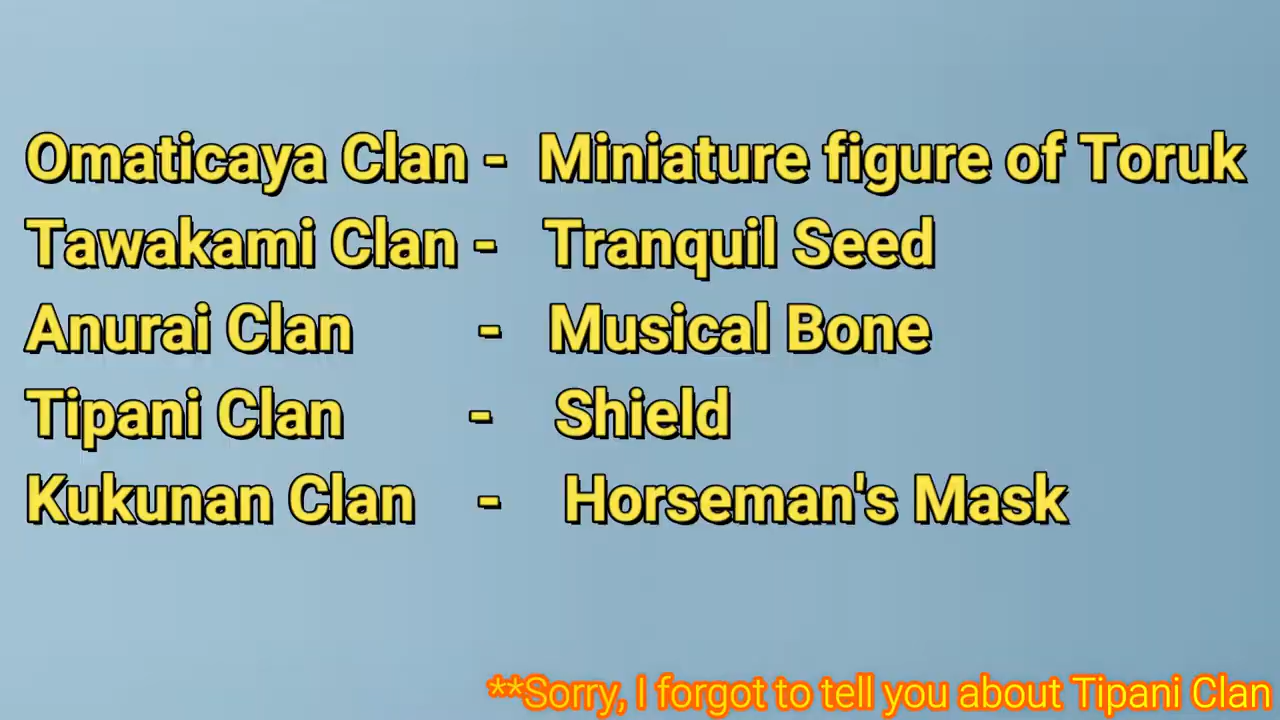 Omaticaya Clan - Miniature figure of Toruk
Tawakami Clan - Tranquil Seed
Anurai Clan - Musical Bone
Tipani Clan - Shield
Kukunan Clan - Horseman's Mask
**Sorry, I forgot to tell you about Tipani Clan